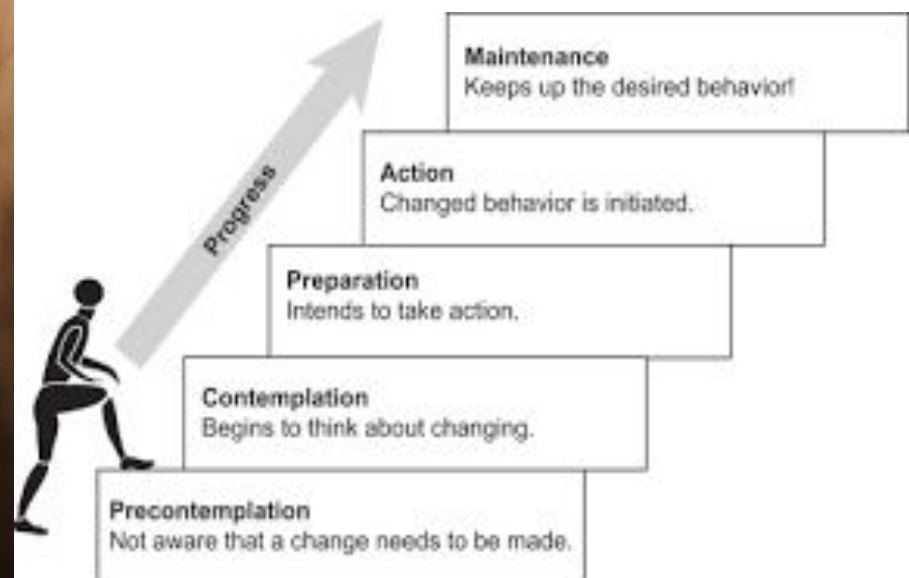 Maintenance
Keeps up the desired behavior!
Action
Changed behavior is initiated.
Progress
Preparation
Intends to take action.
Contemplation
Begins to think about changing.
Precontemplation
Not aware that a change needs to be made.